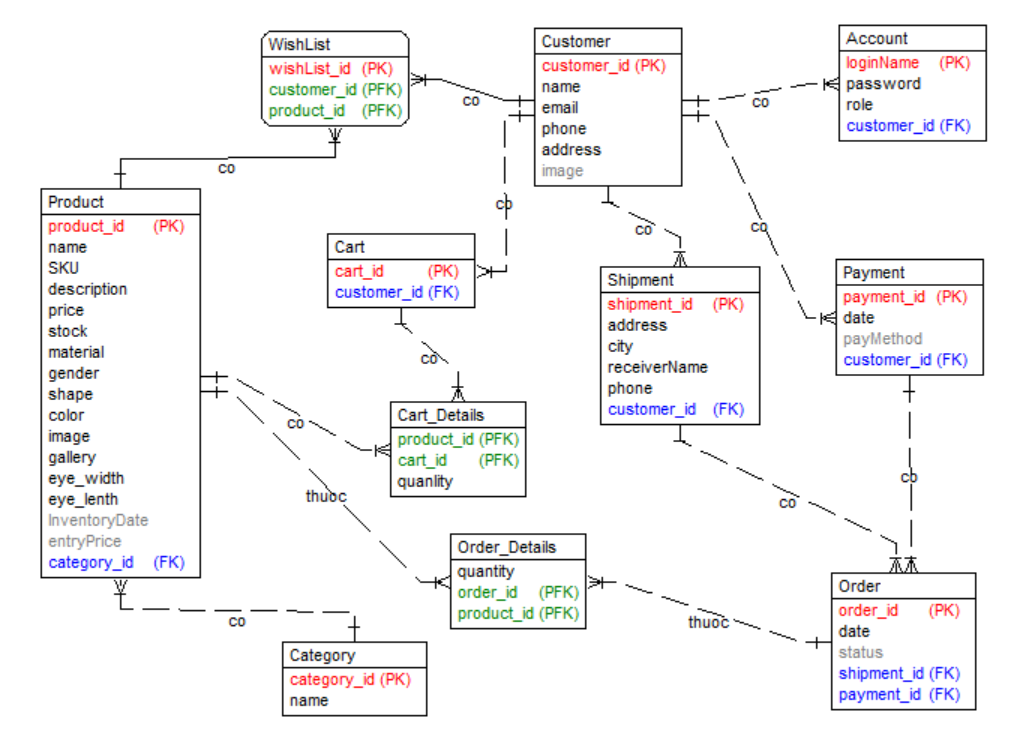 WishList
wishList_id (PK)
customer_id (PFK)
product_id (PFK)
co
Customer
customer_id (PK)
name
email
phone
address
image
co
Account
loginName (PK)
password
role
customer_id (FK)
co
Product
product_id (PK)
name
SKU
description
price
stock
material
gender
shape
color
image
gallery
eye_width
eye_lenth
InventoryDate
entryPrice
category_id (FK)
co
Cart
cart_id (PK)
customer_id (FK)
co
co
Shipment
shipment_id (PK)
address
city
receiverName
phone
customer_id (FK)
co
Payment
payment_id (PK)
date
payMethod
customer_id (FK)
co
Cart_Details
product_id (PFK)
cart_id (PFK)
quanlity
co
thuoc
co
co
Order_Details
quantity
order_id (PFK)
product_id (PFK)
thuoc
Order
order_id (PK)
date
status
shipment_id (FK)
payment_id (FK)
co
Category
category_id (PK)
name